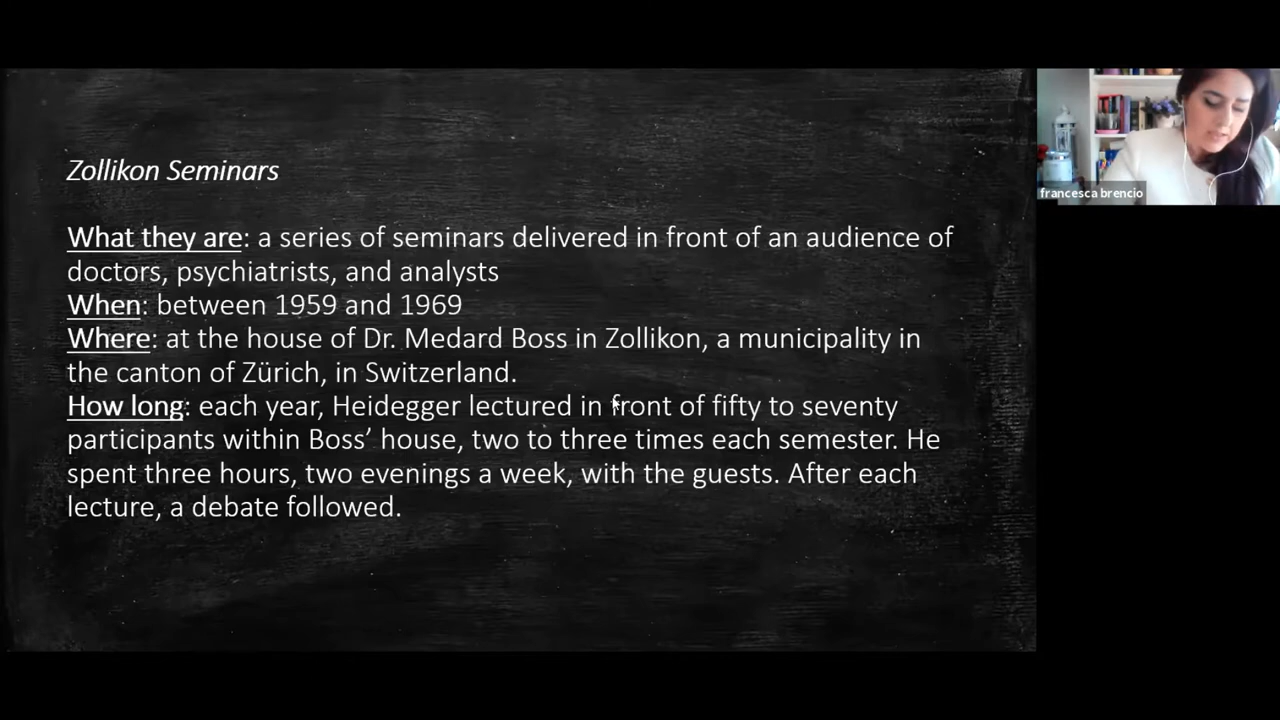 Zollikon Seminars
What they are: a series of seminars delivered in front of an audience of
doctors, psychiatrists, and analysts
When: between 1959 and 1969
Where: at the house of Dr. Medard Boss in Zollikon, a municipality in
the canton of Zürich, in Switzerland.
How long: each year, Heidegger lectured in front of fifty to seventy
participants within Boss’ house, two to three times each semester. He
spent three hours, two evenings a week, with the guests. After each
lecture, a debate followed.
francesca brencio